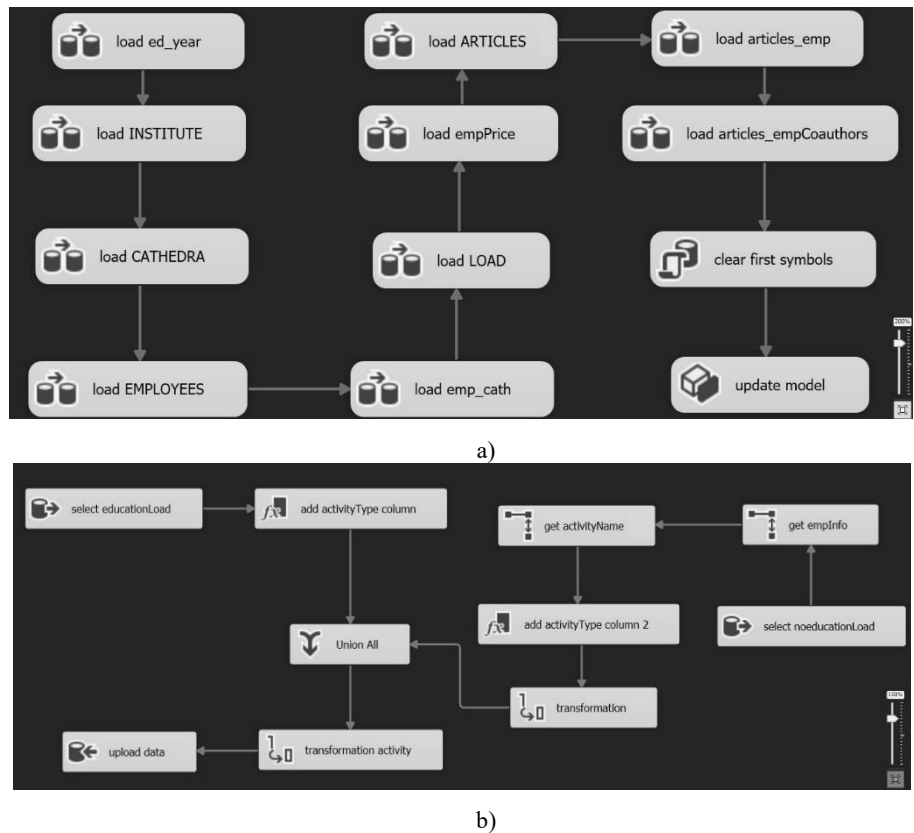 load ed_year
load INSTITUTE
load CATHEDRA
load EMPLOYEES
load emp_cath
load LOAD
load empPrice
load ARTICLES
load articles_emp
load articles_empCoauthors
clear first symbols
update model
200%
a)
select educationLoad
add activityType column
Union All
transformation activity
upload data
get activityName
add activityType column 2
transformation
get empInfo
select noeducationLoad
150%
b)